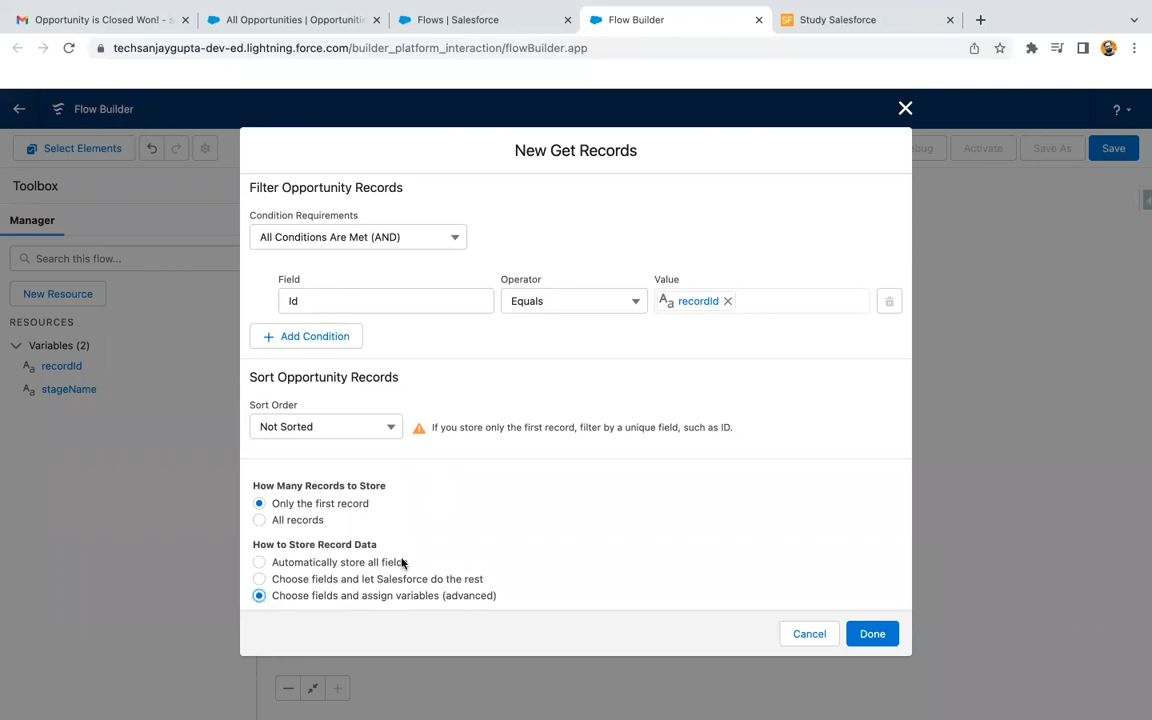 Opportunity is Closed Won! - s
All Opportunities | Opportunitie
Flows | Salesforce
Flow Builder
SF
Study Salesforce
techsanjaygupta-dev-ed.lightning.force.com/builder_platform_interaction/flowBuilder.app
Flow Builder
?
Select Elements
bug
Activate
Save As
Save
Toolbox
Manager
Search this flow...
New Resource
RESOURCES
Variables (2)
Aa recordId
Aa stageName
New Get Records
Filter Opportunity Records
Condition Requirements
All Conditions Are Met (AND)
Field
Operator
Value
Id
Equals
Aa recordId
Add Condition
Sort Opportunity Records
Sort Order
Not Sorted
If you store only the first record, filter by a unique field, such as ID.
How Many Records to Store
Only the first record
All records
How to Store Record Data
Automatically store all fields
Choose fields and let Salesforce do the rest
Choose fields and assign variables (advanced)
Cancel
Done